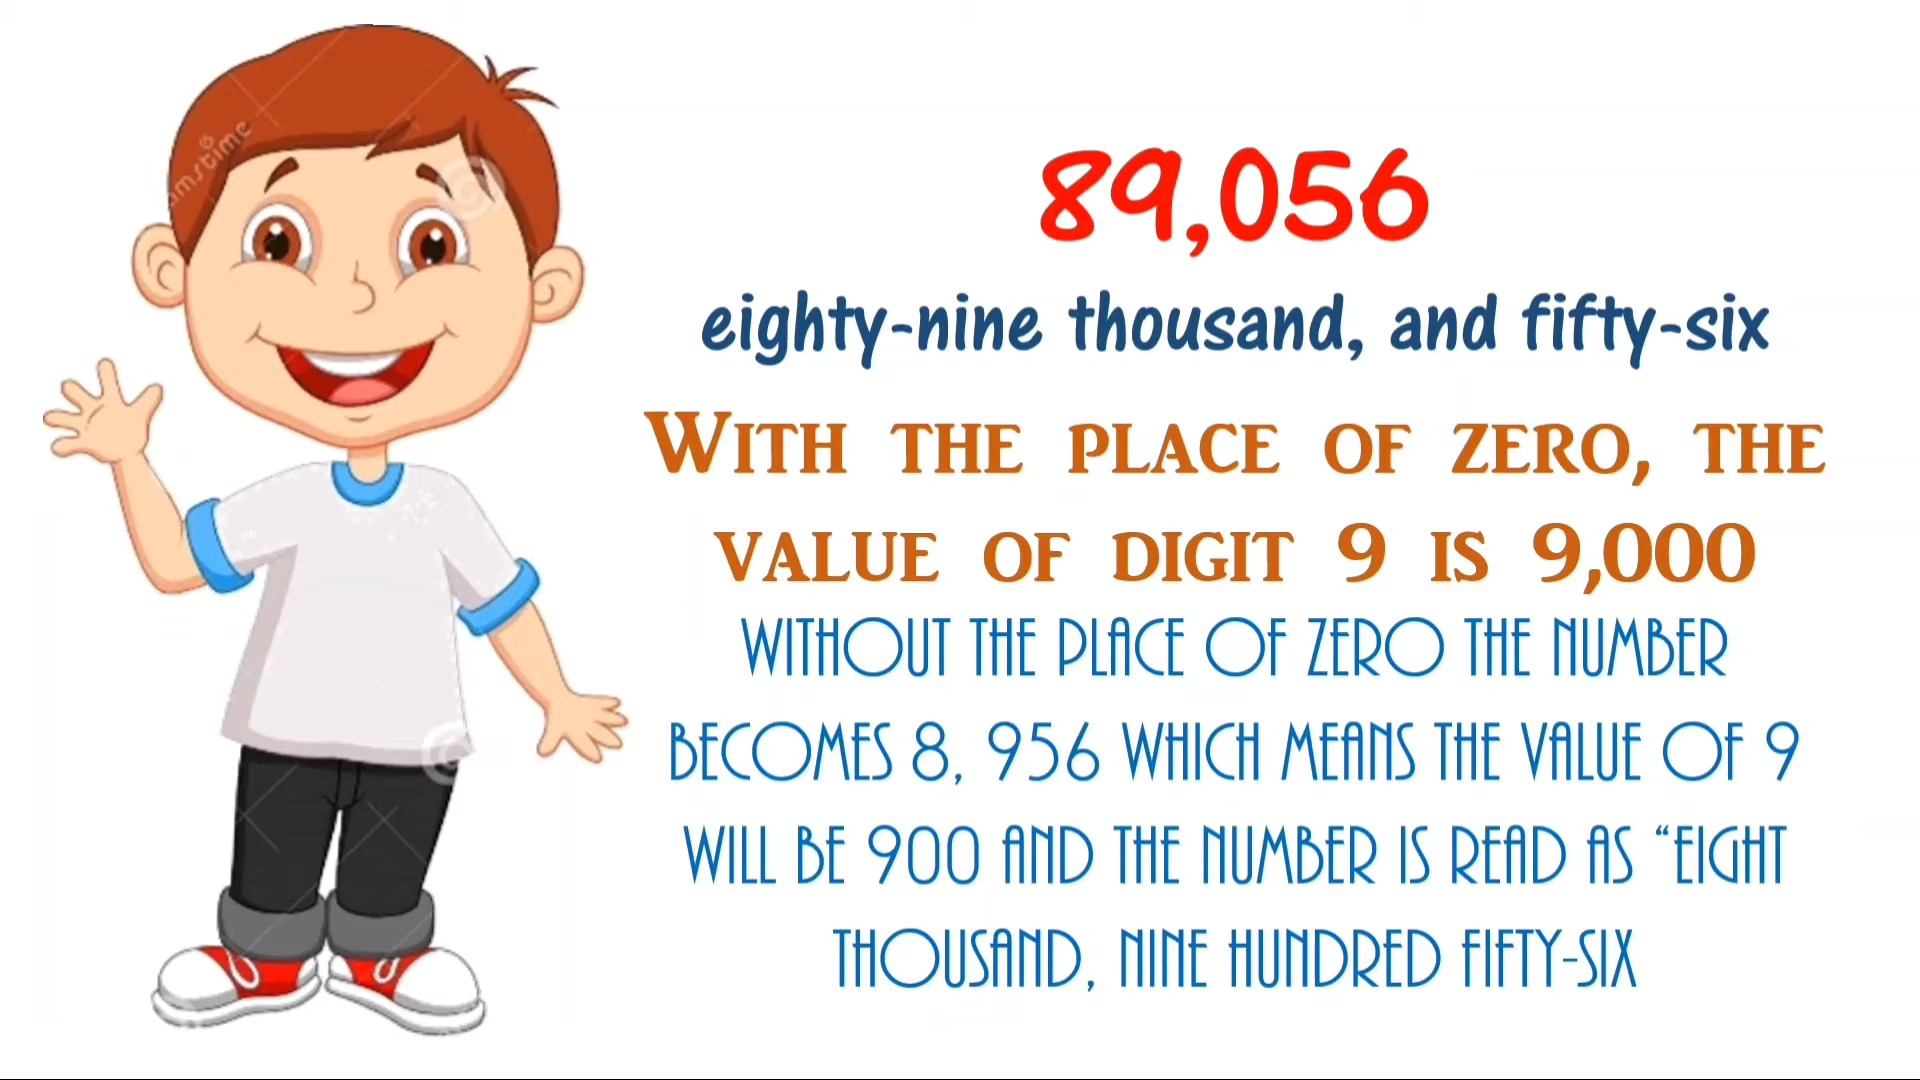 89,056
eighty-nine thousand, and fifty-six
With the place of zero, the
value of digit 9 is 9,000
WITHOUT THE PLACE OF ZERO THE NUMBER
BECOMES 8, 956 WHICH MEANS THE VALUE OF 9
WILL BE 900 AND THE NUMBER IS READ AS “EIGHT
THOUSAND, NINE HUNDRED FIFTY-SIX